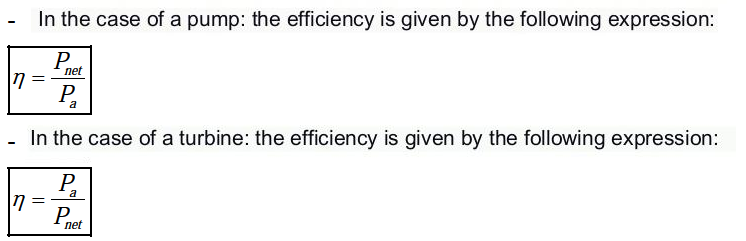 - In the case of a pump: the efficiency is given by the following expression:
η = P_net / P_a
- In the case of a turbine: the efficiency is given by the following expression:
η = P_a / P_net